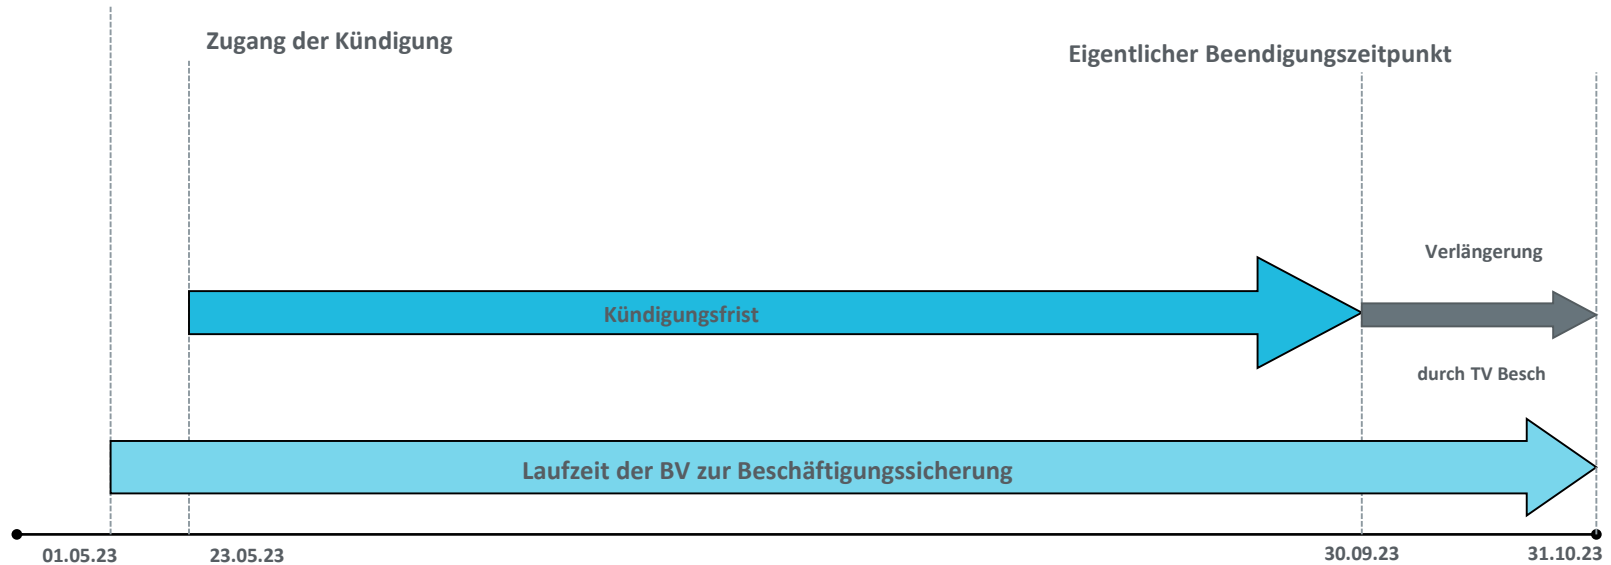 Zugang der Kündigung
Eigentlicher Beendigungszeitpunkt
Verlängerung
Kündigungsfrist
durch TV Besch
Laufzeit der BV zur Beschäftigungssicherung
01.05.23
23.05.23
30.09.23
31.10.23